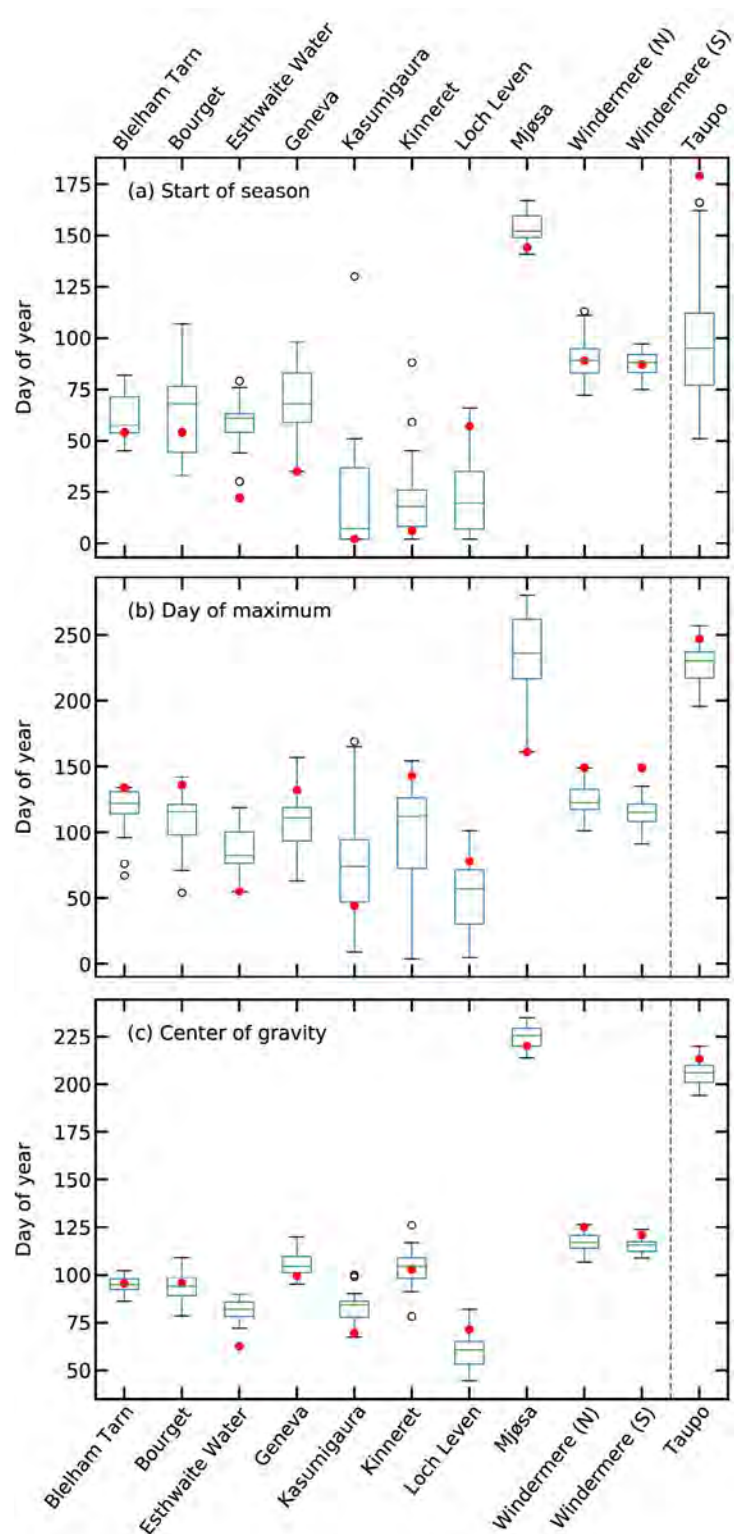 Blelham Tarn
Bourget
Esthwaite Water
Geneva
Kasumigaura
Kinneret
Loch Leven
Mjøsa
Windermere (N)
Windermere (S)
Taupo
(a) Start of season
Day of year
175
150
125
100
75
50
25
0
(b) Day of maximum
Day of year
250
200
150
100
50
0
(c) Center of gravity
Day of year
225
200
175
150
125
100
75
50
Blelham Tarn
Bourget
Esthwaite Water
Geneva
Kasumigaura
Kinneret
Loch Leven
Mjøsa
Windermere (N)
Windermere (S)
Taupo